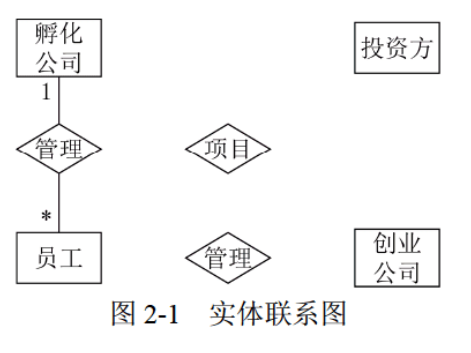 孵化
公司
投资方
1
管理
项目
*
员工
管理
创业
公司
图 2-1 实体联系图